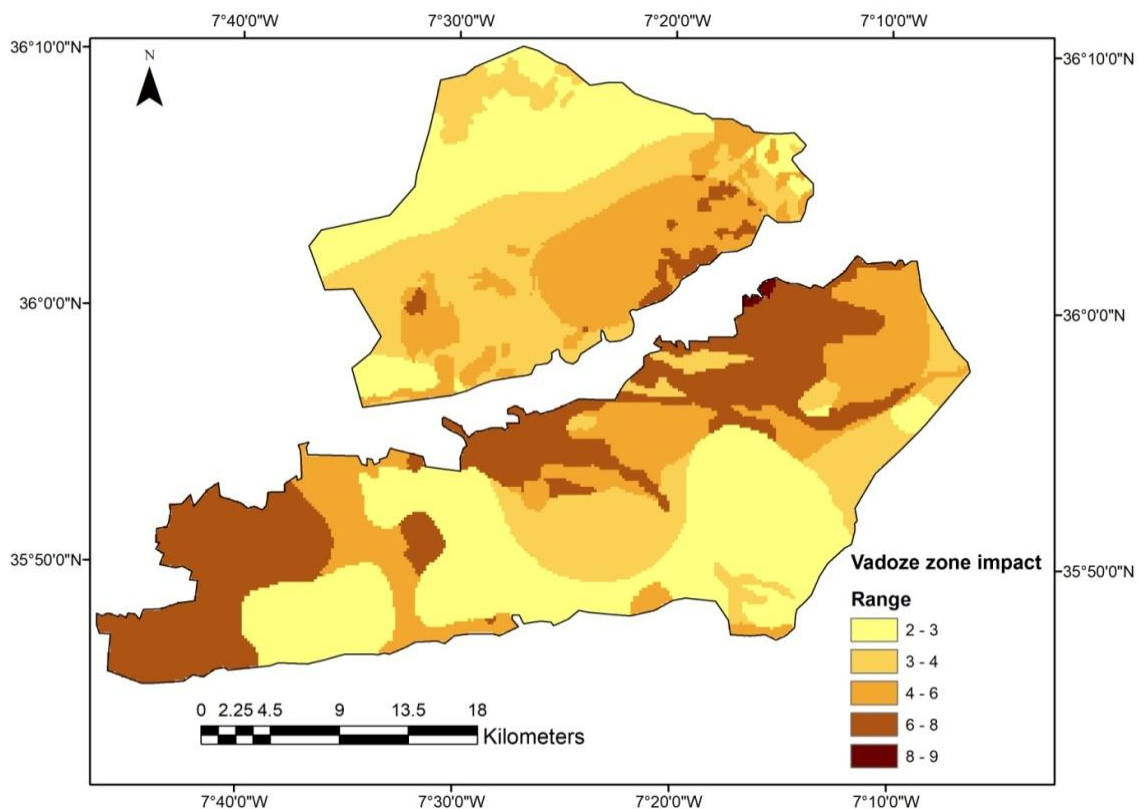 7°40'0"W 7°30'0"W 7°20'0"W 7°10'0"W
36°10'0"N 36°10'0"N
N
36°0'0"N 36°0'0"N
35°50'0"N 35°50'0"N
Vadoze zone impact
Range
2 - 3
3 - 4
4 - 6
6 - 8
8 - 9
0 2.25 4.5 9 13.5 18
Kilometers
7°40'0"W 7°30'0"W 7°20'0"W 7°10'0"W